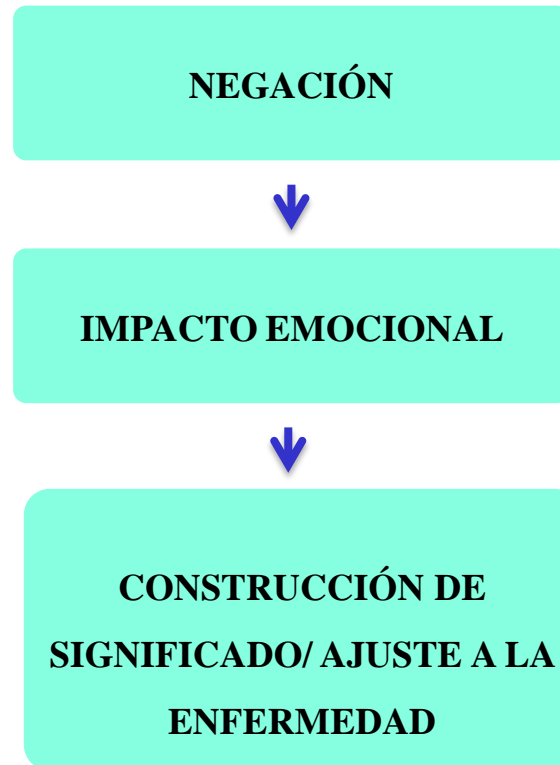 NEGACIÓN
IMPACTO EMOCIONAL
CONSTRUCCIÓN DE
SIGNIFICADO/ AJUSTE A LA
ENFERMEDAD